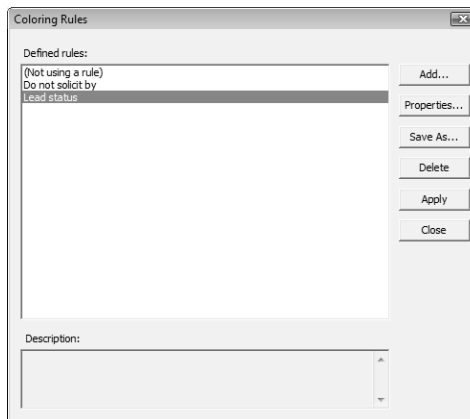 Coloring Rules
Defined rules:
(Not using a rule)
Do not solicit by
Lead status
Add...
Properties...
Save As...
Delete
Apply
Close
Description: